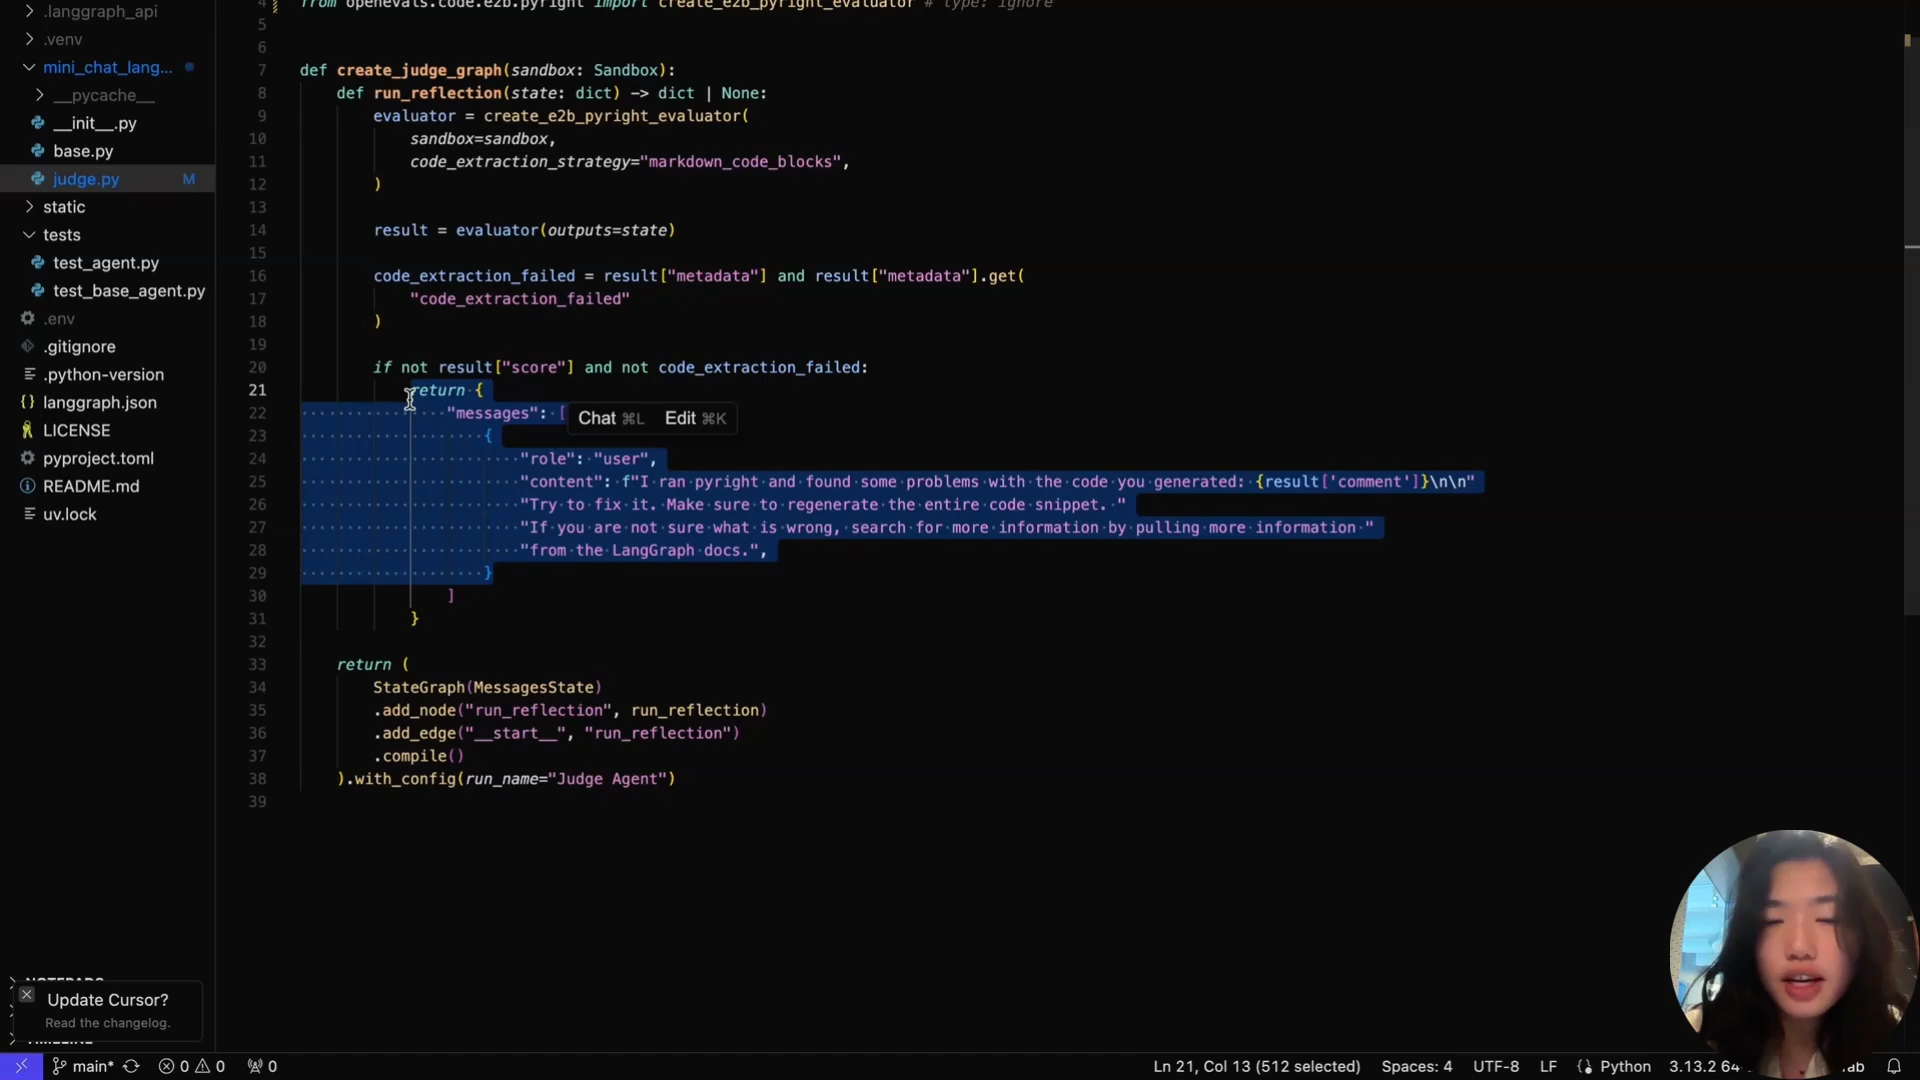 .langgraph_api
.venv
mini_chat_lang...
__pycache__
__init__.py
base.py
judge.py M
static
tests
test_agent.py
test_base_agent.py
.env
.gitignore
.python-version
langgraph.json
LICENSE
pyproject.toml
README.md
uv.lock
NOTEPADS
TIMELINE
Update Cursor?
Read the changelog.
4 from openevals.code.e2b.pyright import create_e2b_pyright_evaluator # type: ignore
5
6
7 def create_judge_graph(sandbox: Sandbox):
8 def run_reflection(state: dict) -> dict | None:
9 evaluator = create_e2b_pyright_evaluator(
10 sandbox=sandbox,
11 code_extraction_strategy="markdown_code_blocks",
12 )
13
14 result = evaluator(outputs=state)
15
16 code_extraction_failed = result["metadata"] and result["metadata"].get(
17 "code_extraction_failed"
18 )
19
20 if not result["score"] and not code_extraction_failed:
21 return {
22 "messages": [
Chat ⌘L Edit ⌘K
23 {
24 "role": "user",
25 "content": f"I ran pyright and found some problems with the code you generated: {result['comment']}\n\n"
26 "Try to fix it. Make sure to regenerate the entire code snippet. "
27 "If you are not sure what is wrong, search for more information by pulling more information "
28 "from the LangGraph docs.",
29 }
30 ]
31 }
32
33 return (
34 StateGraph(MessagesState)
35 .add_node("run_reflection", run_reflection)
36 .add_edge("__start__", "run_reflection")
37 .compile()
38 ).with_config(run_name="Judge Agent")
39
main* 0 0 0 Ln 21, Col 13 (512 selected) Spaces: 4 UTF-8 LF Python 3.13.2 64-